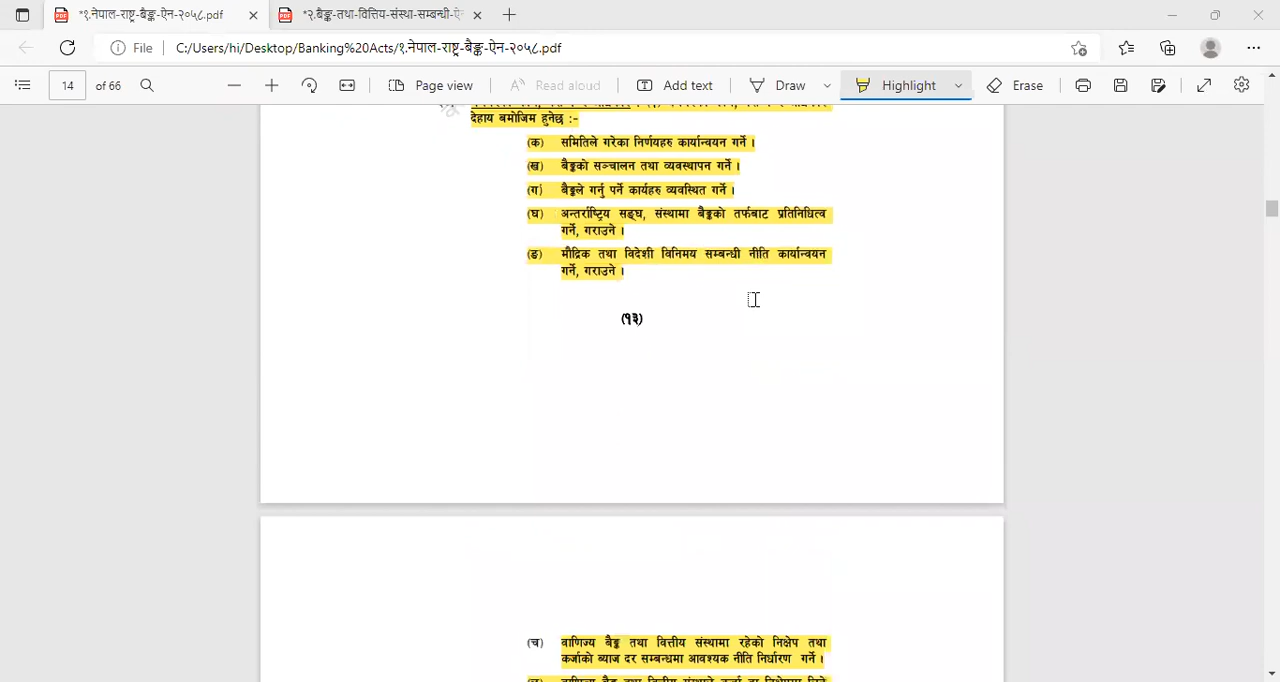 *१.नेपाल-राष्ट्र-बैङ्क-ऐन-२०५८.pdf
*२.बैङ्क-तथा-वित्तिय-संस्था-सम्बन्धी-ऐ
File C:/Users/hi/Desktop/Banking%20Acts/१.नेपाल-राष्ट्र-बैङ्क-ऐन-२०५८.pdf
14 of 66 Page view Read aloud Add text Draw Highlight Erase
देहाय बमोजिम हुनेछ :-
(क) समितिले गरेका निर्णयहरु कार्यान्वयन गर्ने ।
(ख) बैङ्कको सञ्चालन तथा व्यवस्थापन गर्ने ।
(ग) बैङ्कले गर्नु पर्ने कार्यहरु व्यवस्थित गर्ने ।
(घ) अन्तर्राष्ट्रिय सङ्घ, संस्थामा बैङ्कको तर्फबाट प्रतिनिधित्व
गर्ने, गराउने ।
(ङ) मौद्रिक तथा विदेशी विनिमय सम्बन्धी नीति कार्यान्वयन
गर्ने, गराउने ।
(१३)
(च) वाणिज्य बैङ्क तथा वित्तीय संस्थामा रहेको निक्षेप तथा
कर्जाको ब्याज दर सम्बन्धमा आवश्यक नीति निर्धारण गर्ने ।